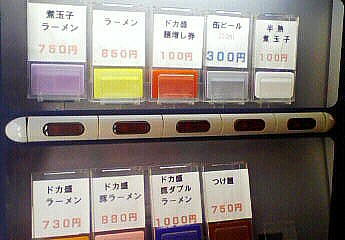 煮玉子
ラーメン
750円
ラーメン
650円
ドカ盛
麺増し券
100円
缶ビール
300円
半熟
煮玉子
100円
ドカ盛
ラーメン
730円
ドカ盛
豚ラーメン
880円
ドカ盛
豚ダブル
ラーメン
1000円
つけ麺
750円